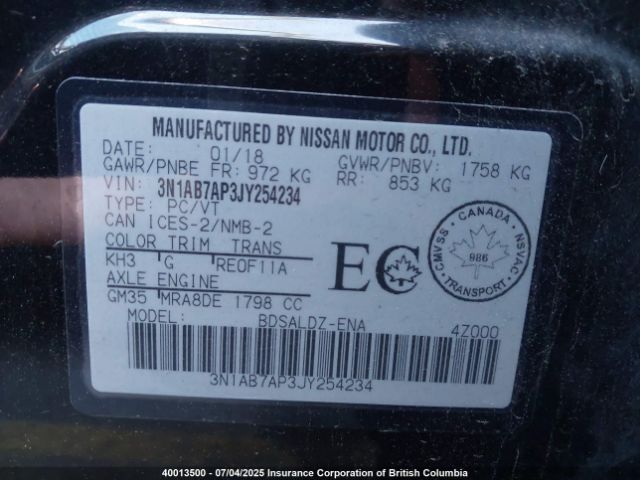 MANUFACTURED BY NISSAN MOTOR CO., LTD.
DATE: 01/18 GVWR/PNBV: 1758 KG
GAWR/PNBE FR: 972 KG RR: 853 KG
VIN: 3N1AB7AP3JY254234
TYPE: PC/VT
CAN ICES-2/NMB-2
COLOR TRIM TRANS
KH3 G RE0F11A
AXLE ENGINE
GM35 MRA8DE 1798 CC
MODEL: BDSALDZ-ENA 4Z000
EC
CMVSS - CANADA - NSVAC
986
TRANSPORT
3N1AB7AP3JY254234
40013500 - 07/04/2025 Insurance Corporation of British Columbia